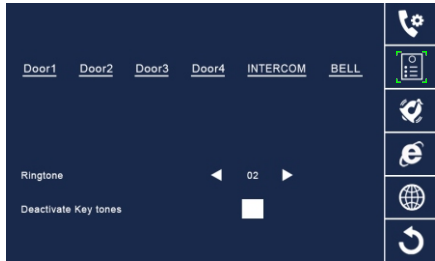 Door1 Door2 Door3 Door4 INTERCOM BELL
Ringtone 02
Deactivate Key tones